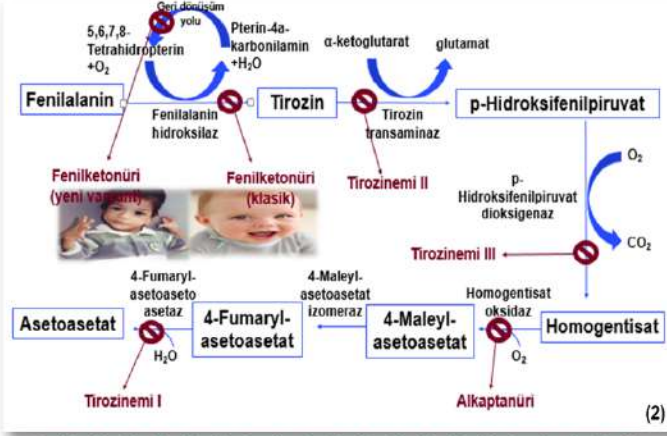 Geri dönüşüm
yolu
5,6,7,8-
Tetrahidropterin
+O2
Pterin-4a-
karbonilamin
+H2O
α-ketoglutarat
glutamat
Fenilalanin
Tirozin
p-Hidroksifenilpiruvat
Fenilalanin
hidroksilaz
Tirozin
transaminaz
Fenilketonüri
(yeni varyant)
Fenilketonüri
(klasik)
Tirozinemi II
p-
Hidroksifenilpiruvat
dioksigenaz
O2
CO2
Tirozinemi III
4-Fumaryl-
asetoaseto
asetaz
4-Maleyl-
asetoasetat
izomeraz
Homogentisat
oksidaz
Asetoasetat
4-Fumaryl-
asetoasetat
4-Maleyl-
asetoasetat
Homogentisat
H2O
O2
Tirozinemi I
Alkaptanüri
(2)